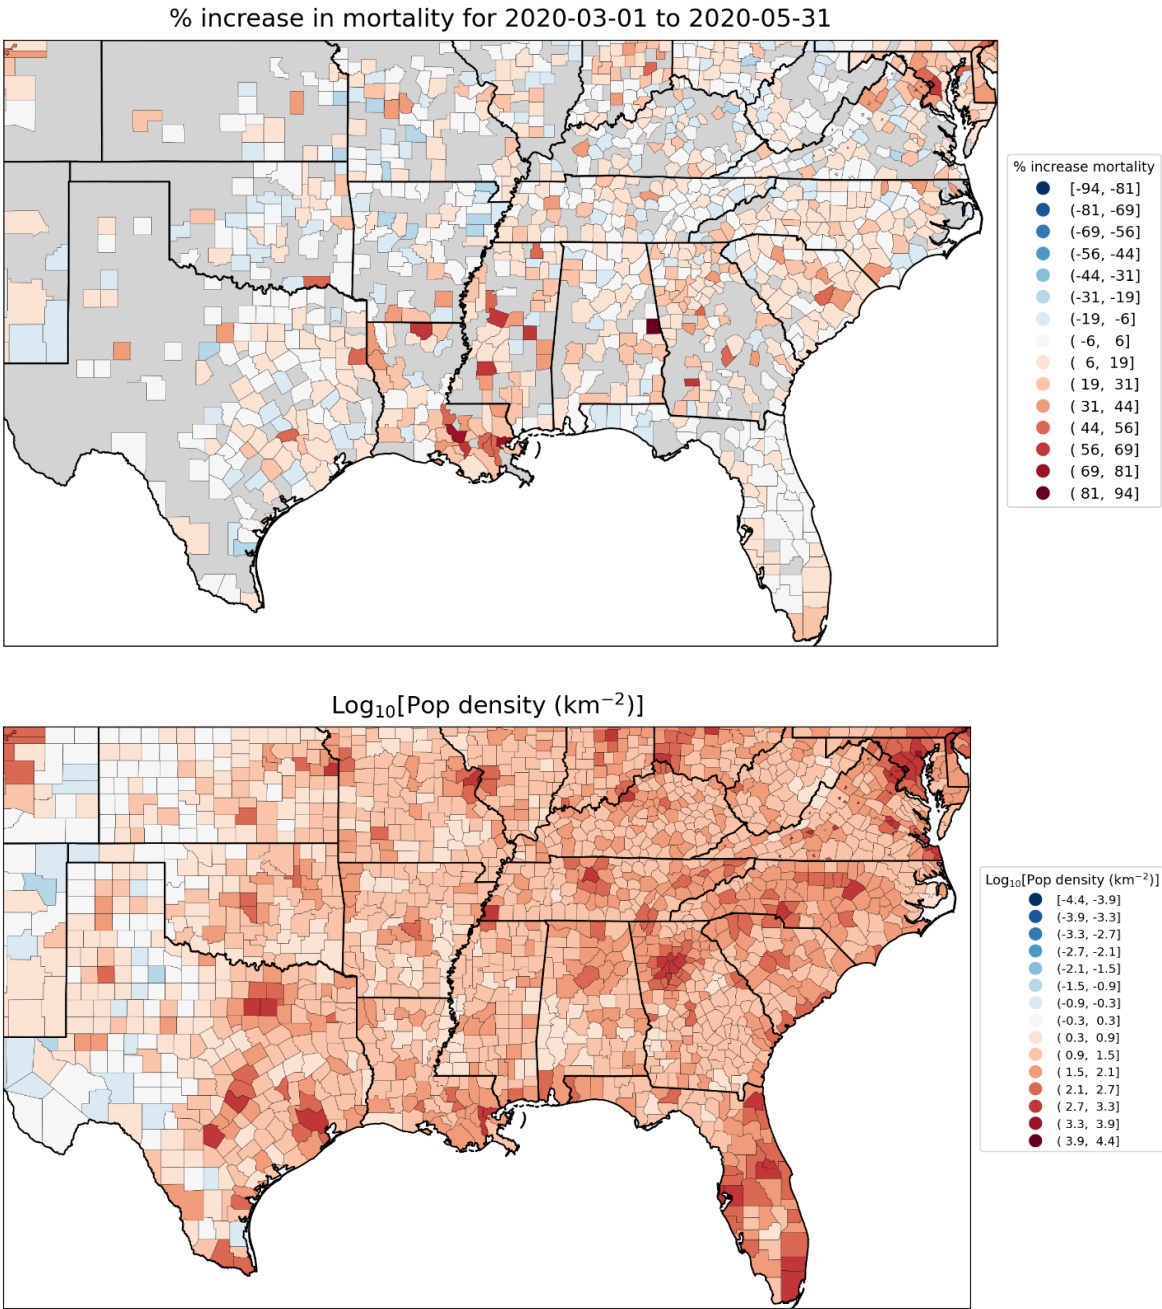 % increase in mortality for 2020-03-01 to 2020-05-31
% increase mortality
[-94, -81]
(-81, -69]
(-69, -56]
(-56, -44]
(-44, -31]
(-31, -19]
(-19, -6]
( -6, 6]
( 6, 19]
( 19, 31]
( 31, 44]
( 44, 56]
( 56, 69]
( 69, 81]
( 81, 94]
Log₁₀[Pop density (km⁻²)]
Log₁₀[Pop density (km⁻²)]
[-4.4, -3.9]
(-3.9, -3.3]
(-3.3, -2.7]
(-2.7, -2.1]
(-2.1, -1.5]
(-1.5, -0.9]
(-0.9, -0.3]
(-0.3, 0.3]
( 0.3, 0.9]
( 0.9, 1.5]
( 1.5, 2.1]
( 2.1, 2.7]
( 2.7, 3.3]
( 3.3, 3.9]
( 3.9, 4.4]